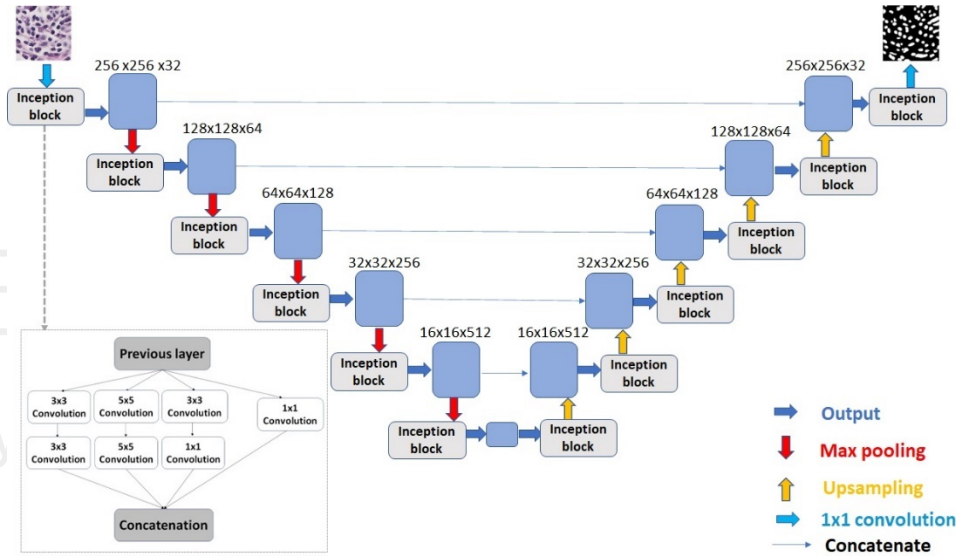 256 x256 x32
256x256x32
Inception
block
Inception
block
128x128x64
128x128x64
Inception
block
Inception
block
64x64x128
64x64x128
Inception
block
Inception
block
32x32x256
32x32x256
Inception
block
Inception
block
16x16x512
16x16x512
Inception
block
Inception
block
Inception
block
Inception
block
Previous layer
3x3
Convolution
5x5
Convolution
3x3
Convolution
1x1
Convolution
3x3
Convolution
5x5
Convolution
1x1
Convolution
Concatenation
Output
Max pooling
Upsampling
1x1 convolution
Concatenate